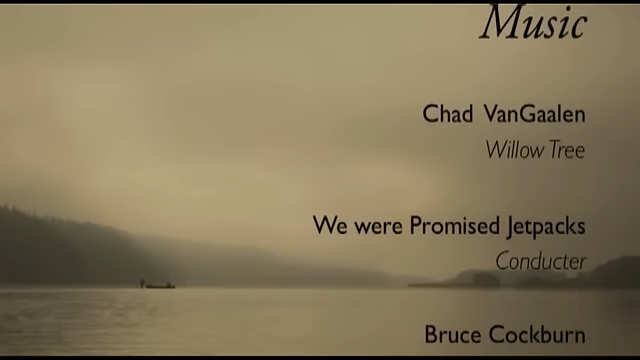 Music
Chad VanGaalen
Willow Tree
We were Promised Jetpacks
Conducter
Bruce Cockburn